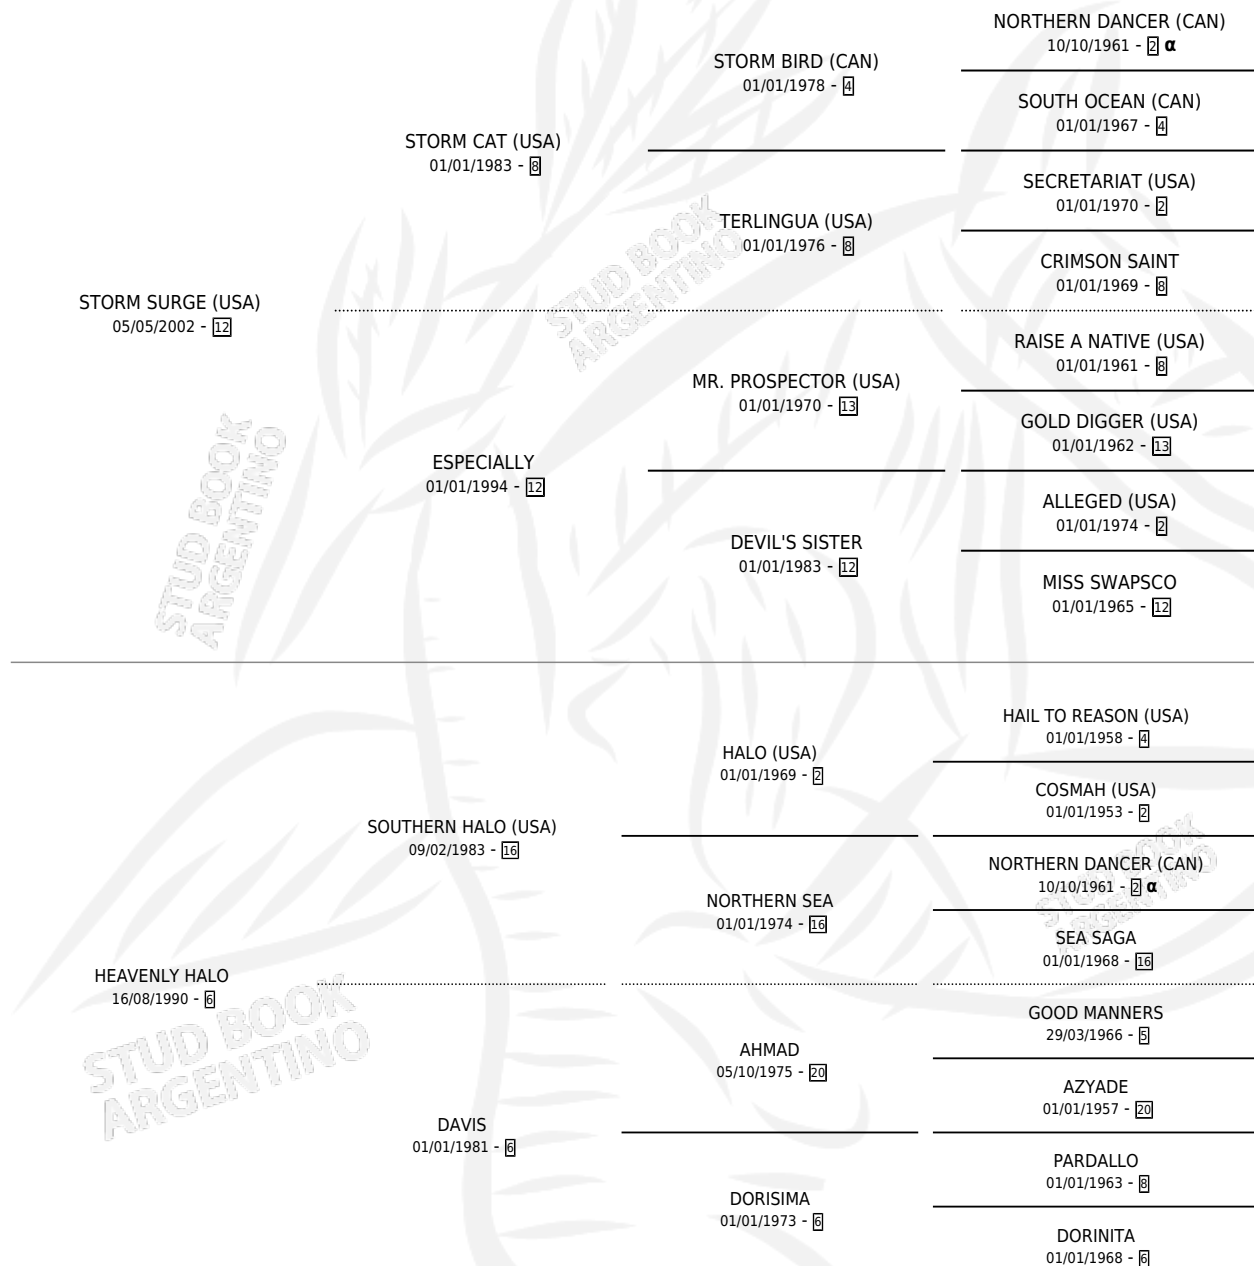 NORTHERN DANCER (CAN)
10/10/1961 - 2 α
STORM BIRD (CAN)
01/01/1978 - 4
SOUTH OCEAN (CAN)
01/01/1967 - 4
STORM CAT (USA)
01/01/1983 - 8
SECRETARIAT (USA)
01/01/1970 - 2
TERLINGUA (USA)
01/01/1976 - 8
CRIMSON SAINT
01/01/1969 - 8
STORM SURGE (USA)
05/05/2002 - 12
RAISE A NATIVE (USA)
01/01/1961 - 8
MR. PROSPECTOR (USA)
01/01/1970 - 13
GOLD DIGGER (USA)
01/01/1962 - 13
ESPECIALLY
01/01/1994 - 12
ALLEGED (USA)
01/01/1974 - 2
DEVIL'S SISTER
01/01/1983 - 12
MISS SWAPSCO
01/01/1965 - 12
HAIL TO REASON (USA)
01/01/1958 - 4
HALO (USA)
01/01/1969 - 2
COSMAH (USA)
01/01/1953 - 2
SOUTHERN HALO (USA)
09/02/1983 - 16
NORTHERN DANCER (CAN)
10/10/1961 - 2 α
NORTHERN SEA
01/01/1974 - 16
SEA SAGA
01/01/1968 - 16
HEAVENLY HALO
16/08/1990 - 6
GOOD MANNERS
29/03/1966 - 5
AHMAD
05/10/1975 - 20
AZYADE
01/01/1957 - 20
DAVIS
01/01/1981 - 6
PARDALLO
01/01/1963 - 8
DORISIMA
01/01/1973 - 6
DORINITA
01/01/1968 - 6
STUD BOOK
ARGENTINO
STUD BOOK
ARGENTINO
STUD BOOK
ARGENTINO
STUD BOOK
ARGENTINO